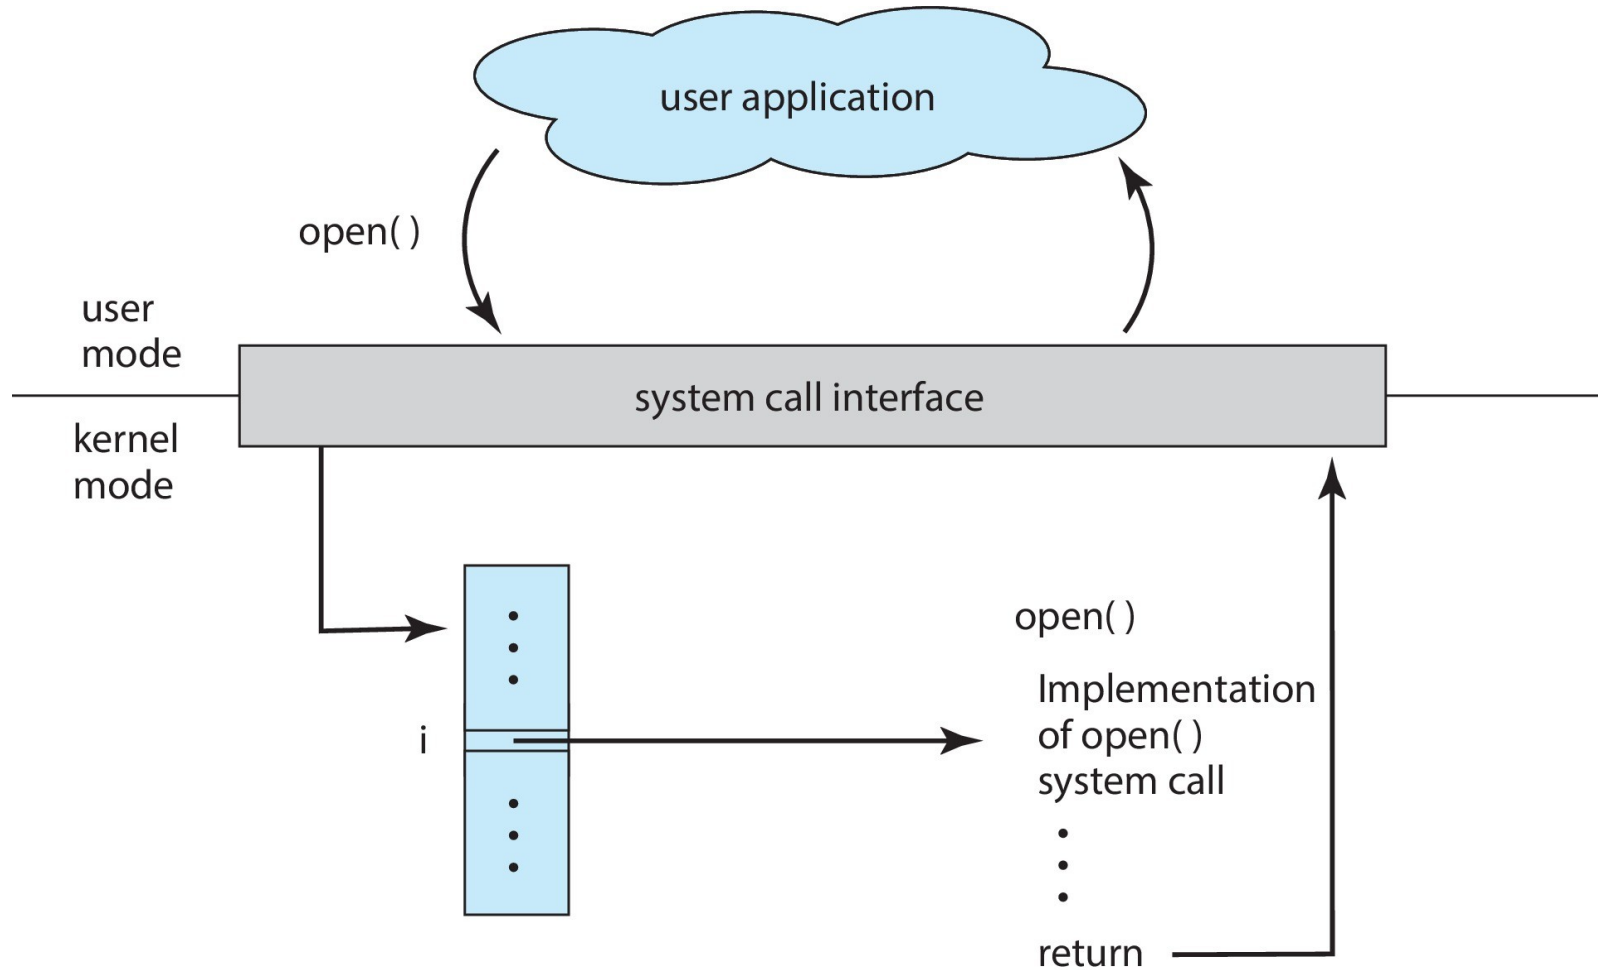 user application
open( )
user
mode
system call interface
kernel
mode
open( )
Implementation
of open( )
system call
i
return